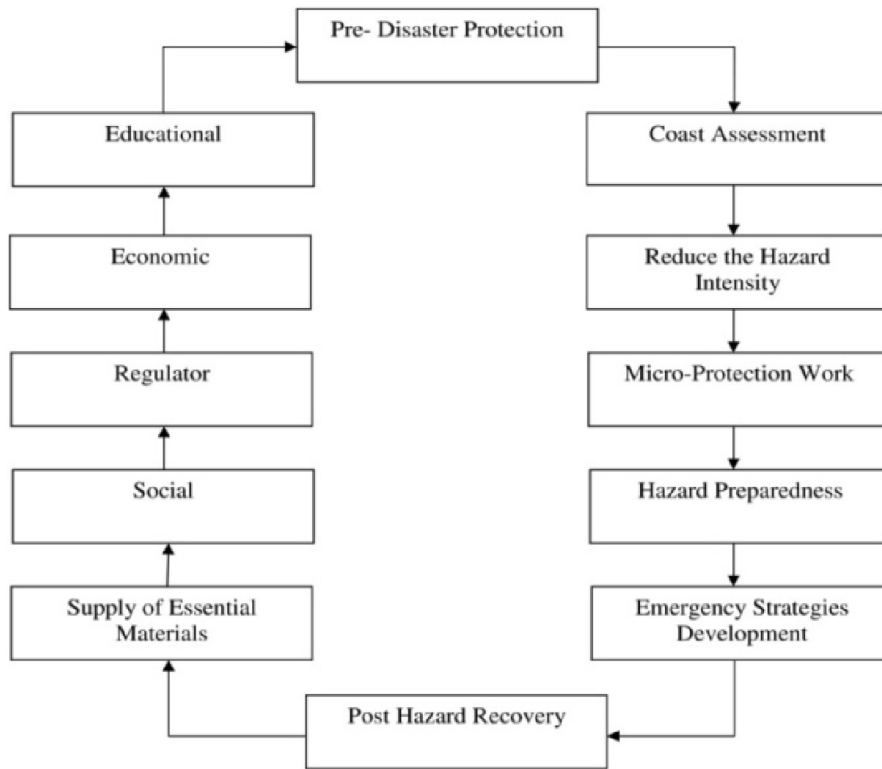 Pre- Disaster Protection
Educational
Coast Assessment
Economic
Reduce the Hazard
Intensity
Regulator
Micro-Protection Work
Social
Hazard Preparedness
Supply of Essential
Materials
Emergency Strategies
Development
Post Hazard Recovery